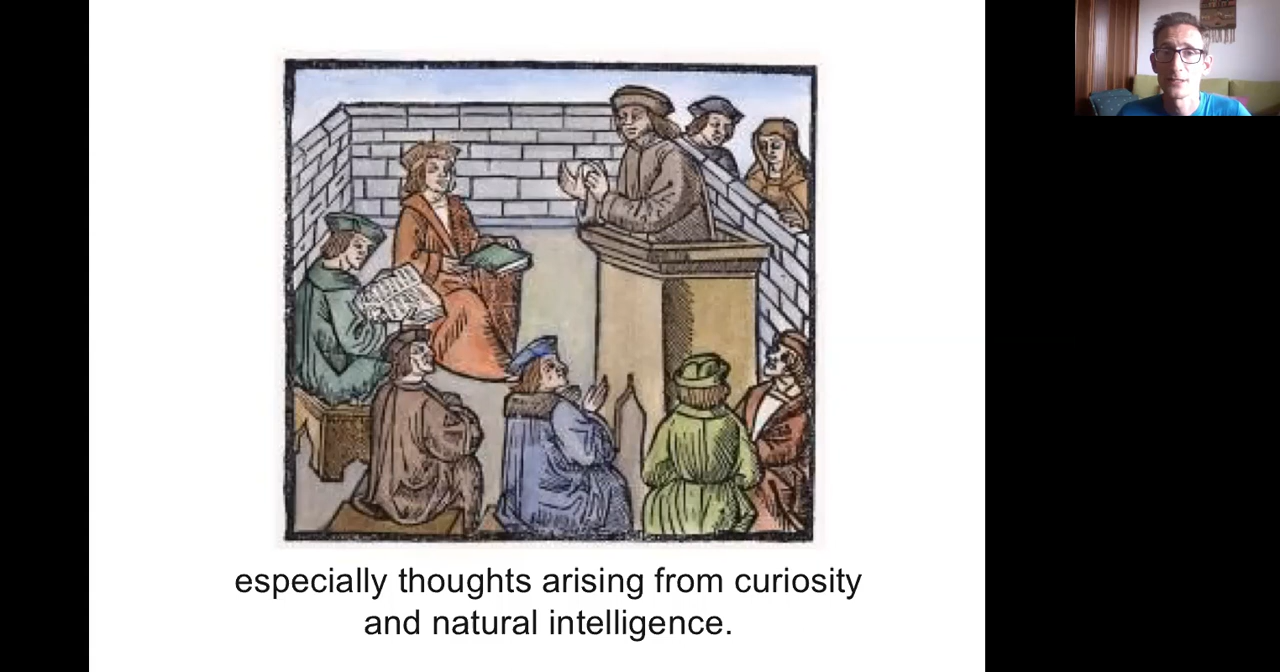 especially thoughts arising from curiosity
and natural intelligence.